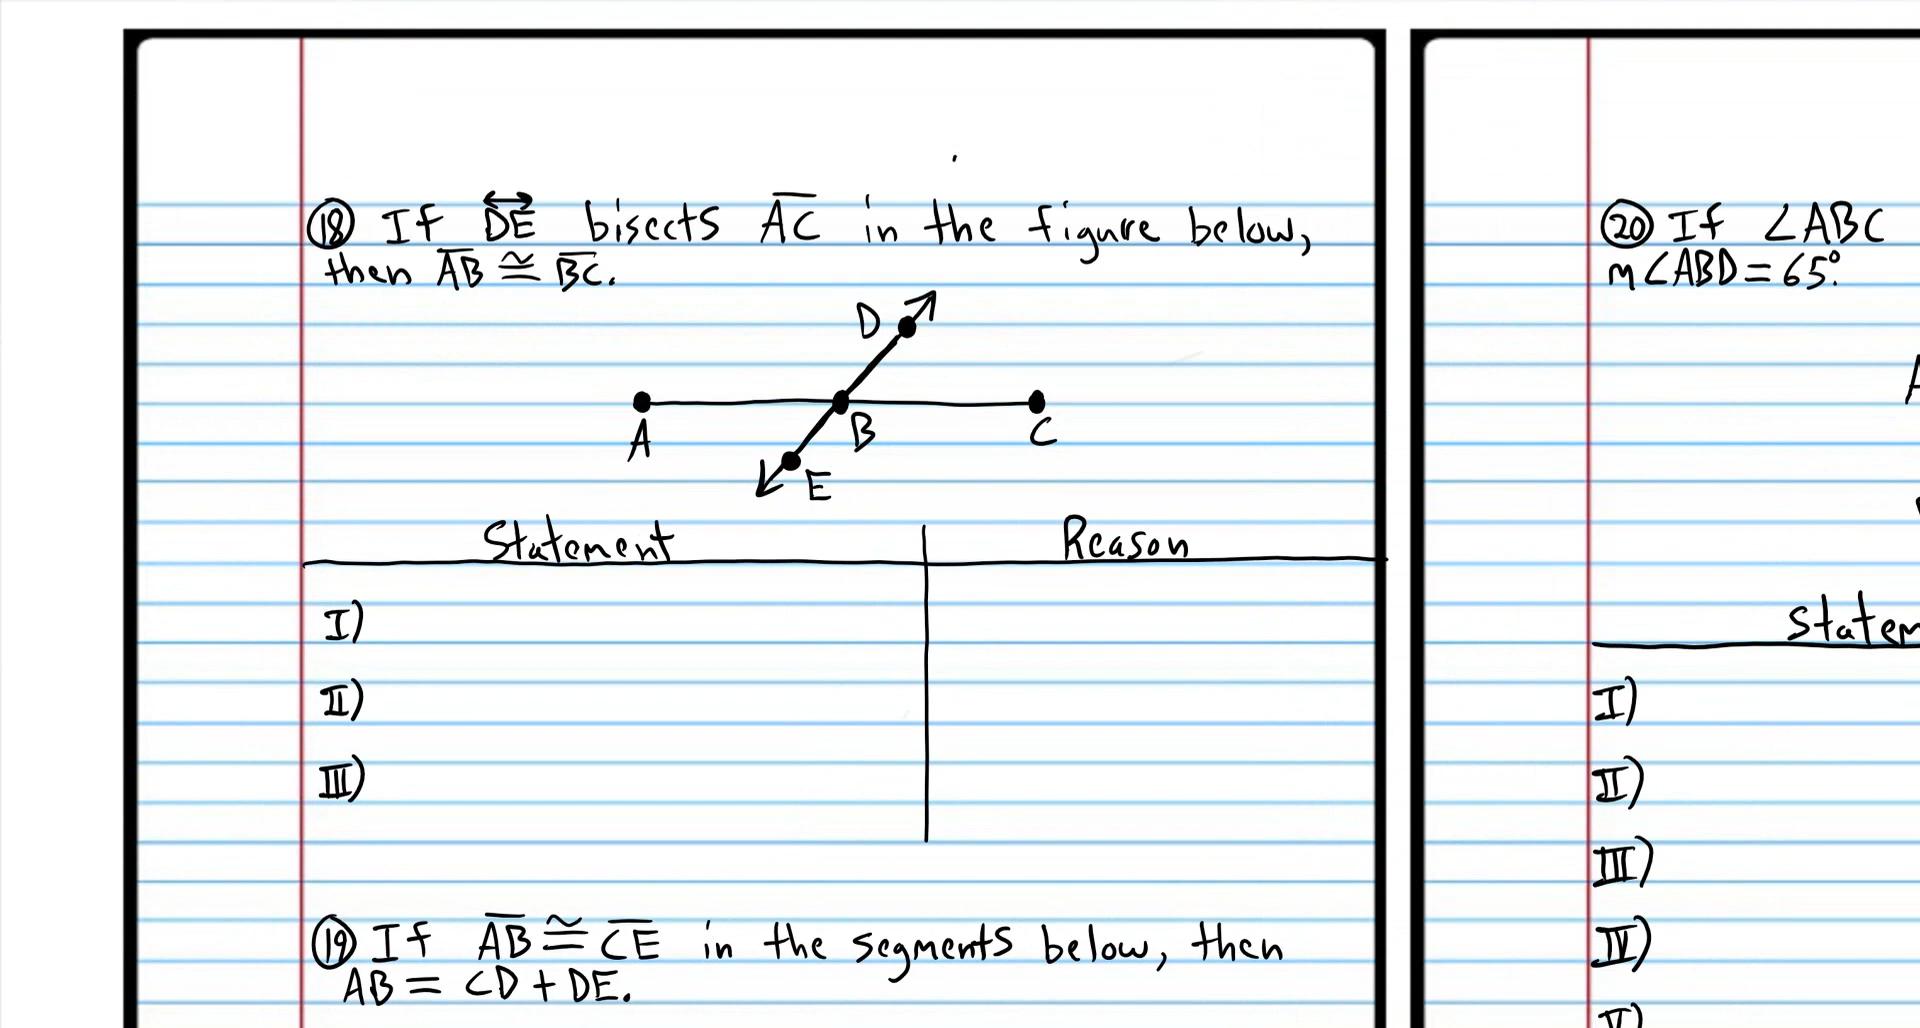 ⑱ If DE bisects AC in the figure below,
then AB ≅ BC.
D
A
B
C
E
Statement Reason
I)
II)
III)
⑲ If AB ≅ CE in the segments below, then
AB = CD + DE.
⑳ If ∠ABC
m∠ABD = 65°.
A
Statem
I)
II)
III)
IV)
V)